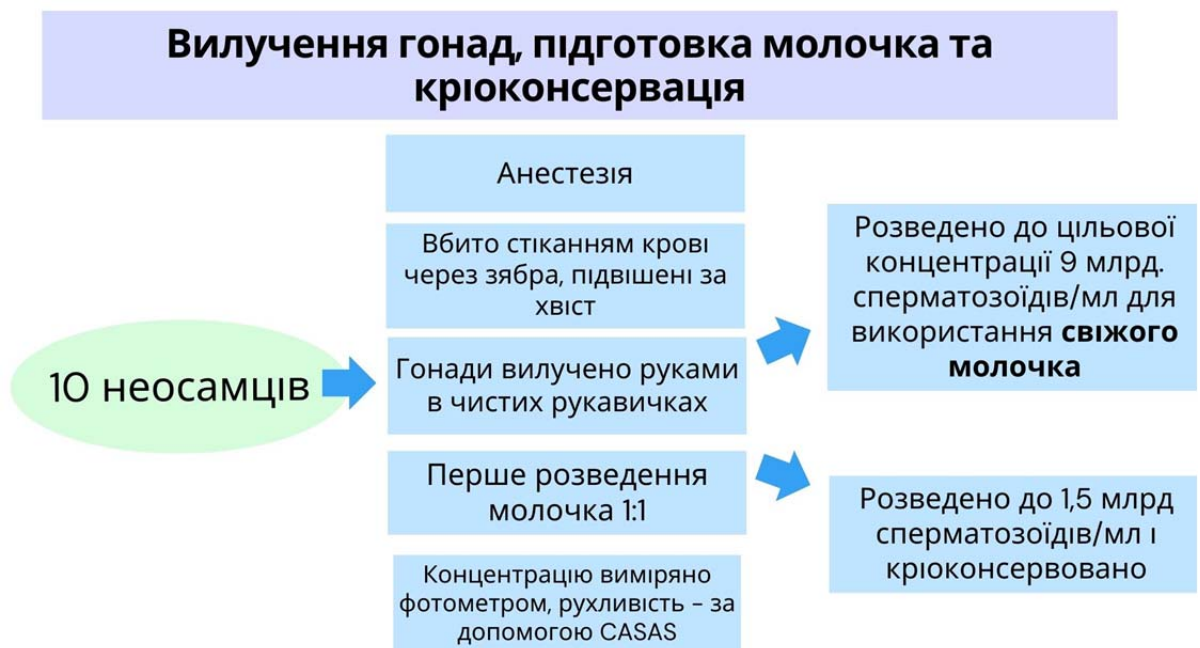 Вилучення гонад, підготовка молочка та
кріоконсервація
10 неосамців
Анестезія
Вбито стіканням крові
через зябра, підвішені за
хвіст
Гонади вилучено руками
в чистих рукавичках
Перше розведення
молочка 1:1
Концентрацію виміряно
фотометром, рухливість - за
допомогою CASAS
Розведено до цільової
концентрації 9 млрд.
сперматозоїдів/мл для
використання свіжого
молочка
Розведено до 1,5 млрд
сперматозоїдів/мл і
кріоконсервовано